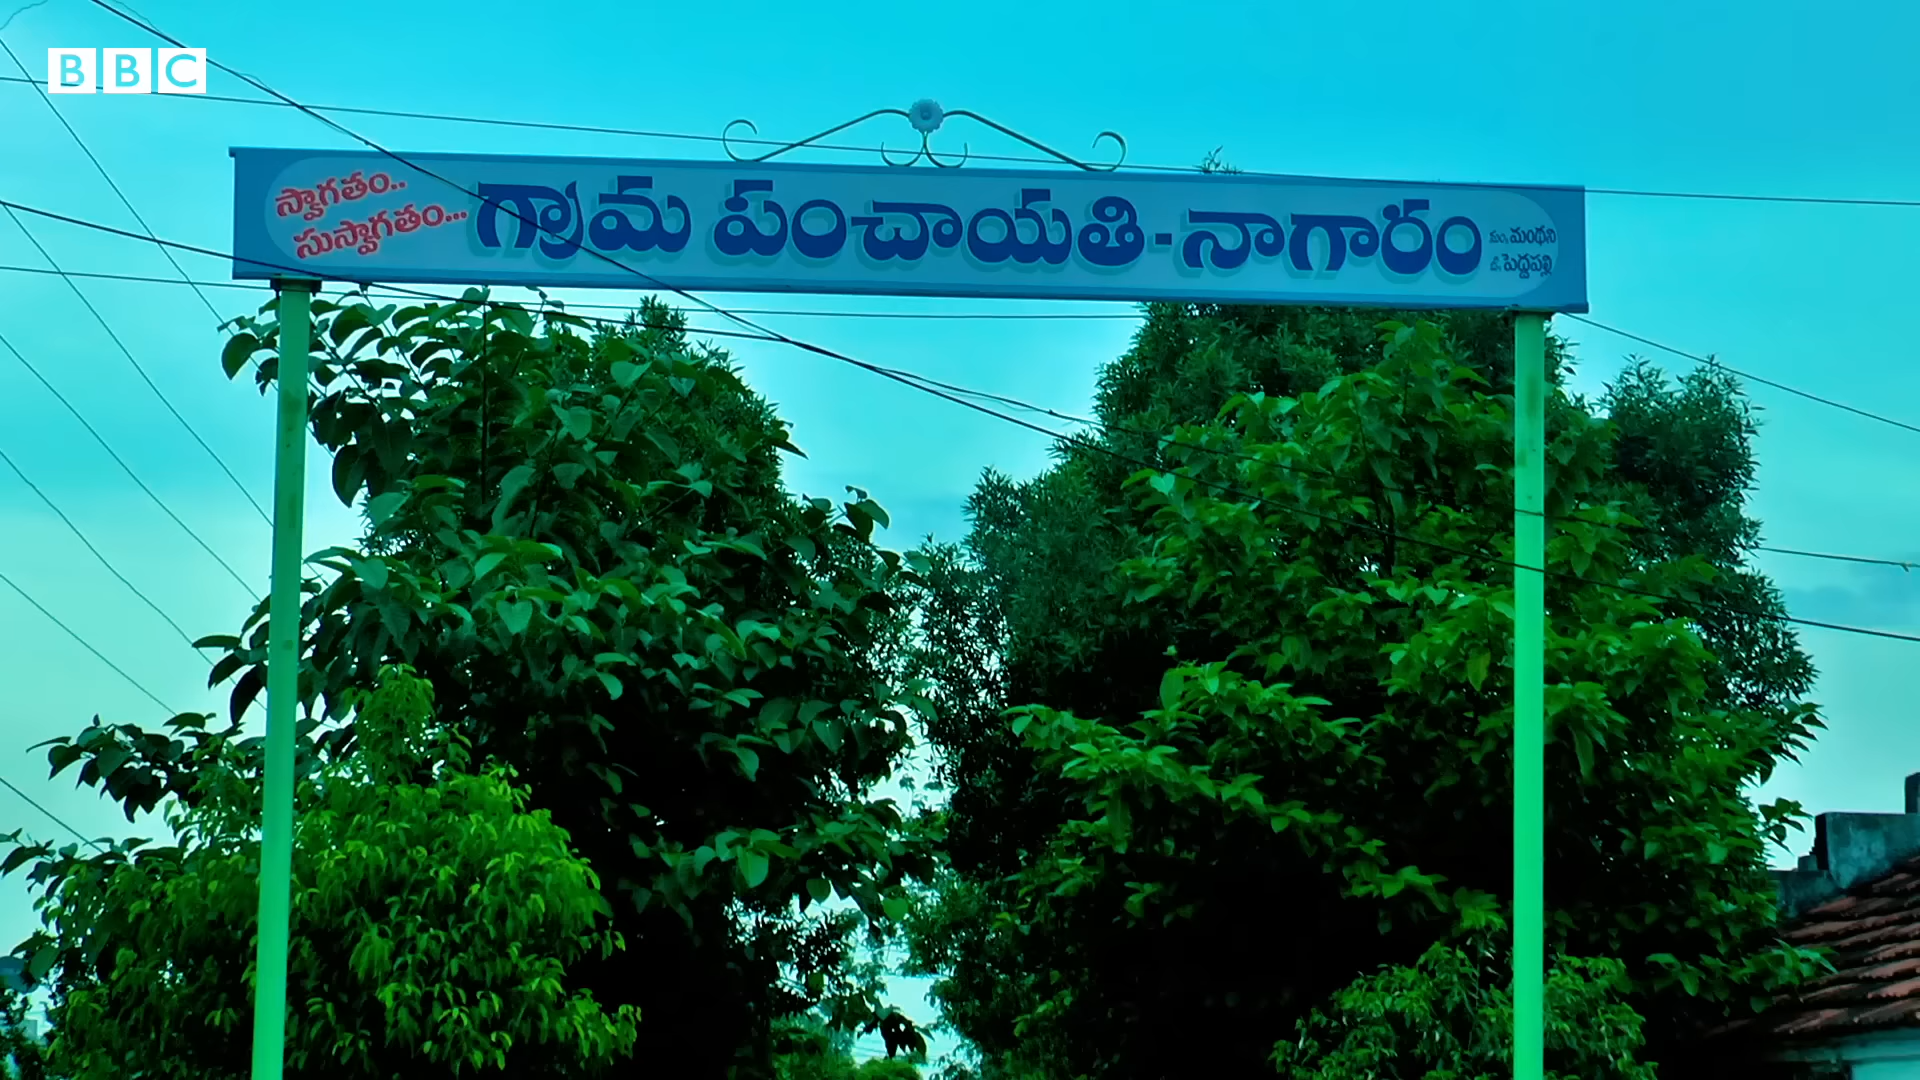 BBC
స్వాగతం..
సుస్వాగతం...
గ్రామ పంచాయతి-నాగారం
మం. మంథని
జి. పెద్దపల్లి